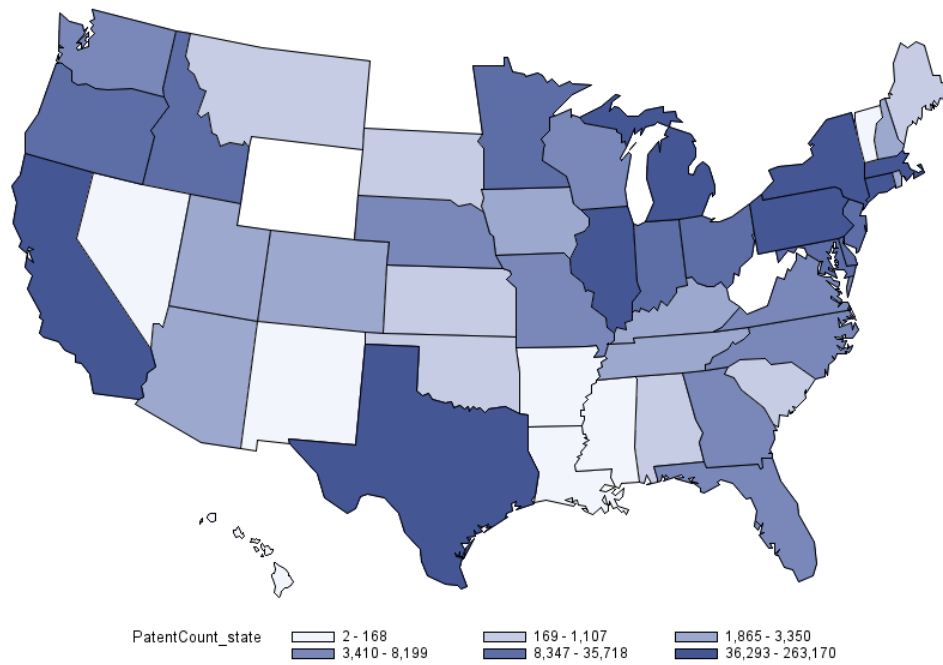 PatentCount_state 2 - 168 169 - 1,107 1,865 - 3,350
3,410 - 8,199 8,347 - 35,718 36,293 - 263,170